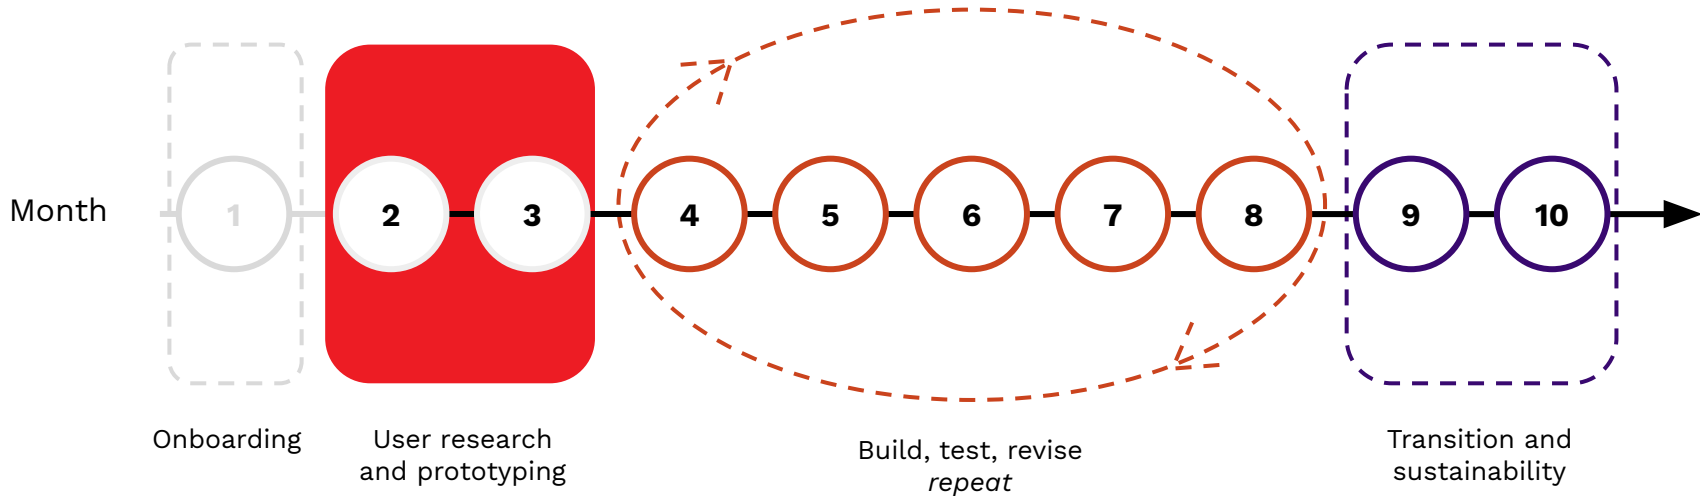 Month
1
2
3
4
5
6
7
8
9
10
Onboarding
User research
and prototyping
Build, test, revise
repeat
Transition and
sustainability